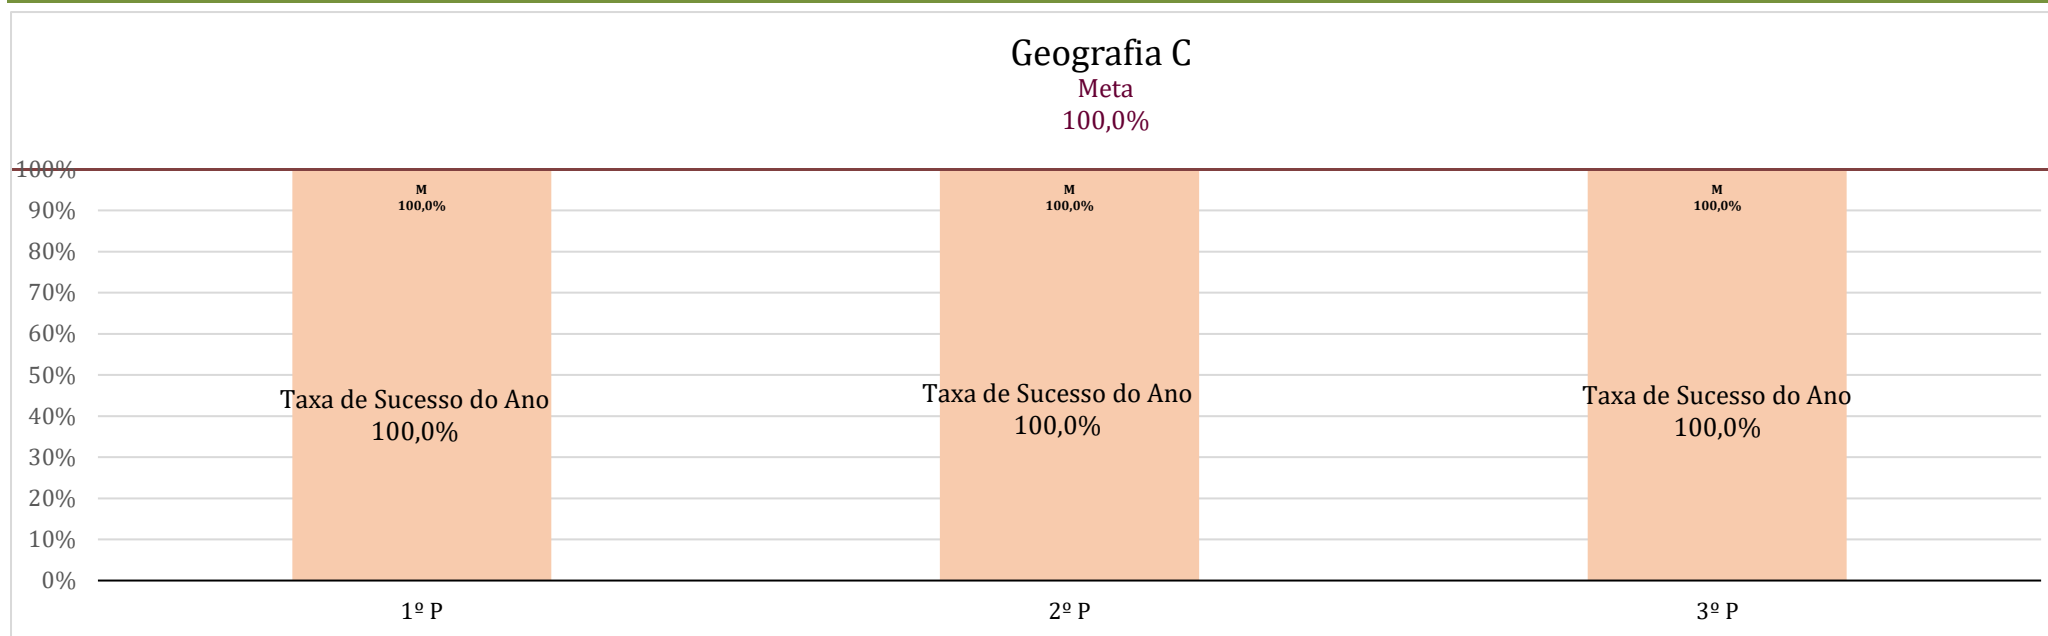 Geografia C
Meta
100,0%
100%
90%
80%
70%
60%
50%
40%
30%
20%
10%
0%
M
100,0%
M
100,0%
M
100,0%
Taxa de Sucesso do Ano
100,0%
Taxa de Sucesso do Ano
100,0%
Taxa de Sucesso do Ano
100,0%
1º P
2º P
3º P